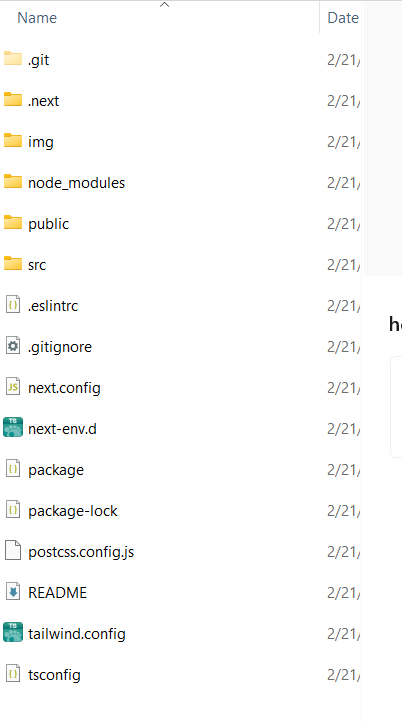 Name Date
.git 2/21/
.next 2/21/
img 2/21/
node_modules 2/21/
public 2/21/
src 2/21/
.eslintrc 2/21/
.gitignore 2/21/
next.config 2/21/
next-env.d 2/21/
package 2/21/
package-lock 2/21/
postcss.config.js 2/21/
README 2/21/
tailwind.config 2/21/
tsconfig 2/21/